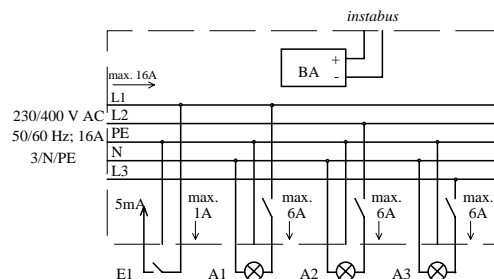 instabus
+
BA
-
max. 16A
L1
230/400 V AC
L2
50/60 Hz; 16A
PE
3/N/PE
N
L3
5mA
max.
1A
max.
6A
max.
6A
max.
6A
E1
A1
A2
A3